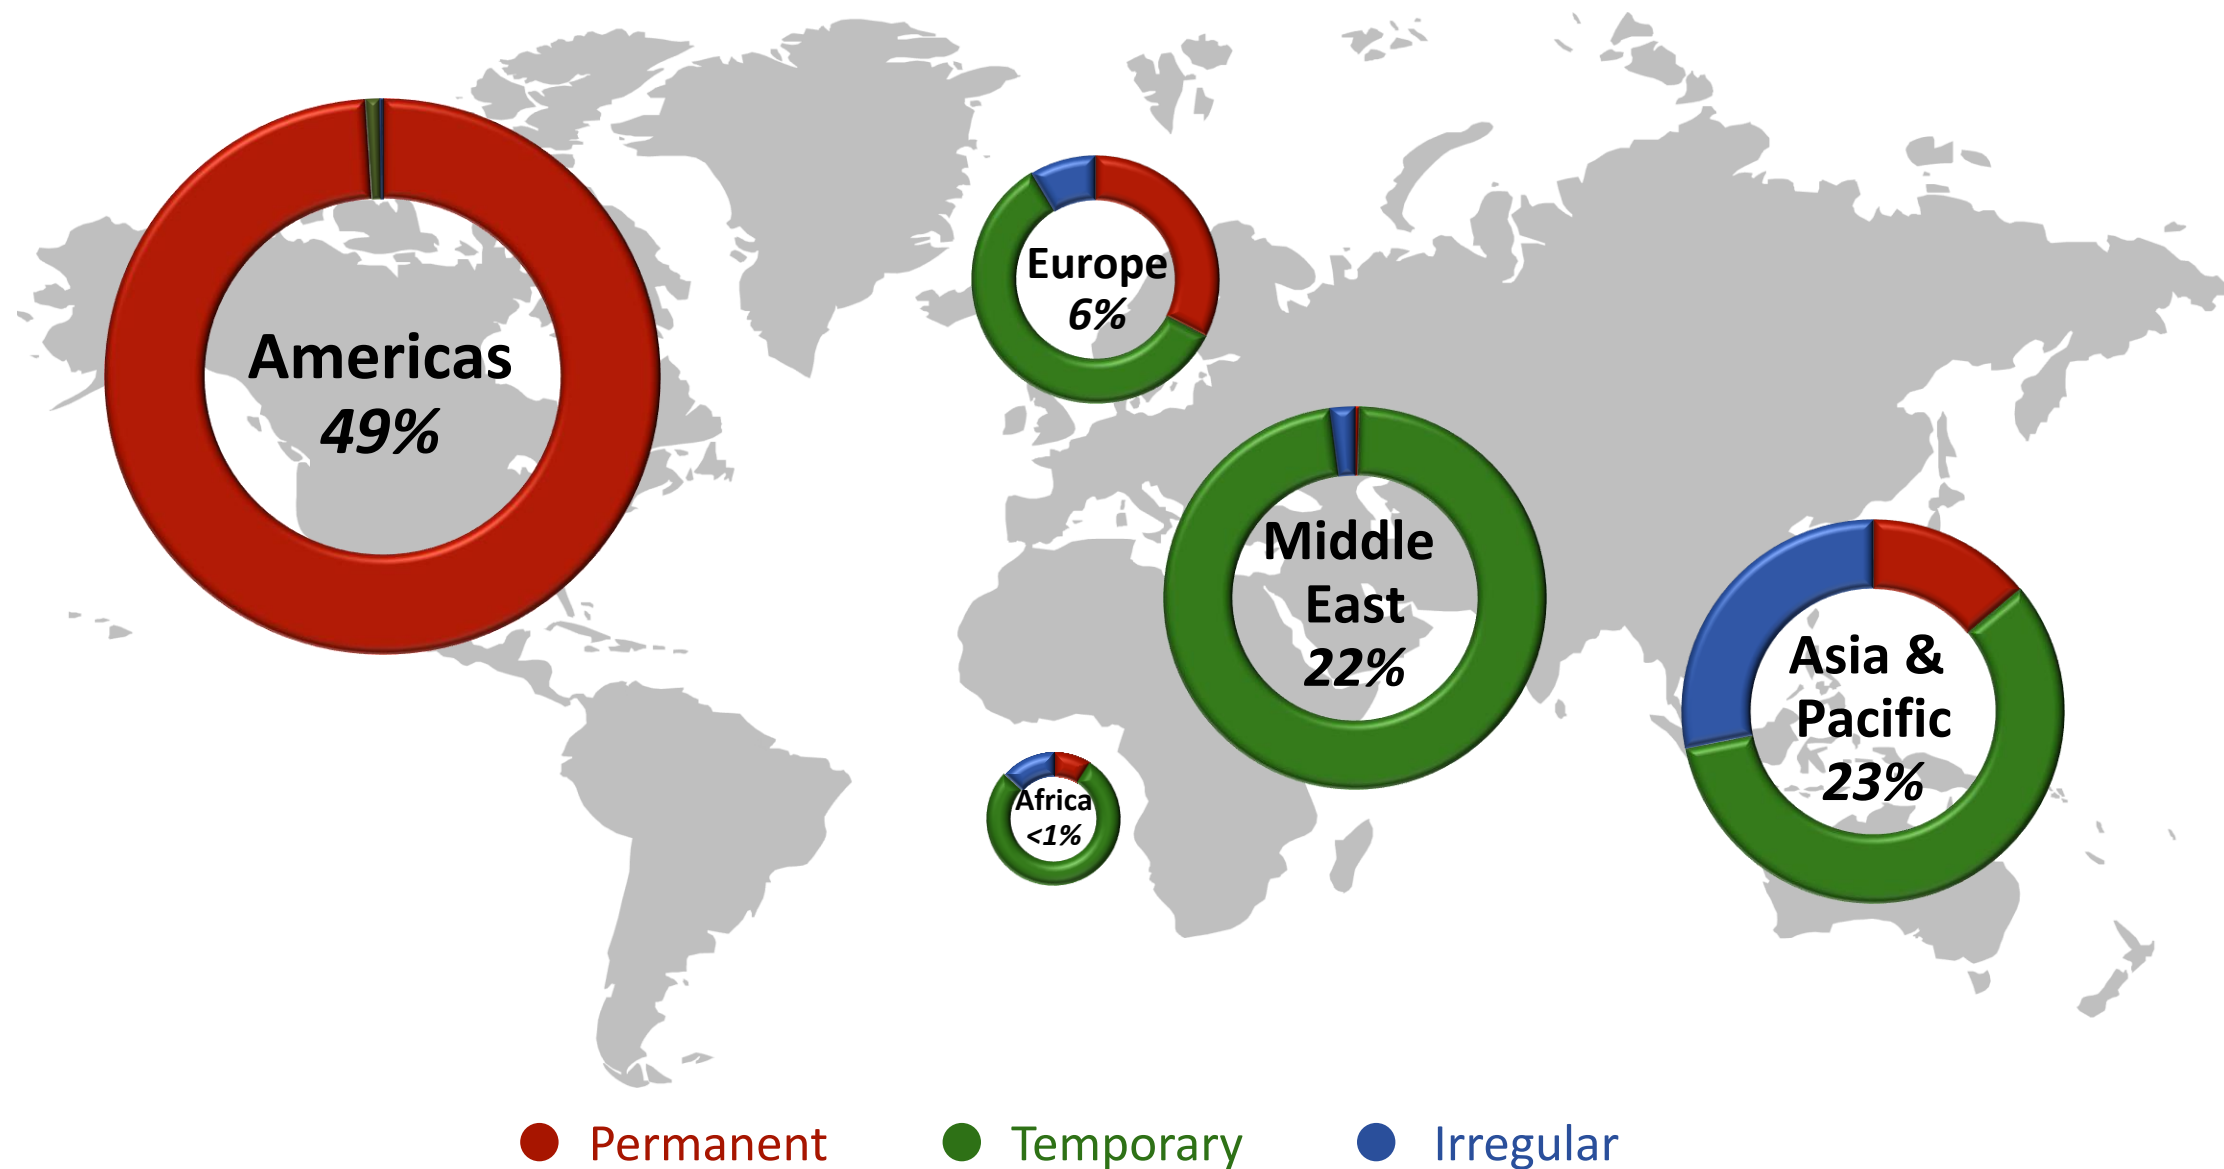 Americas
49%
Europe
6%
Middle
East
22%
Asia &
Pacific
23%
Africa
<1%
Permanent
Temporary
Irregular